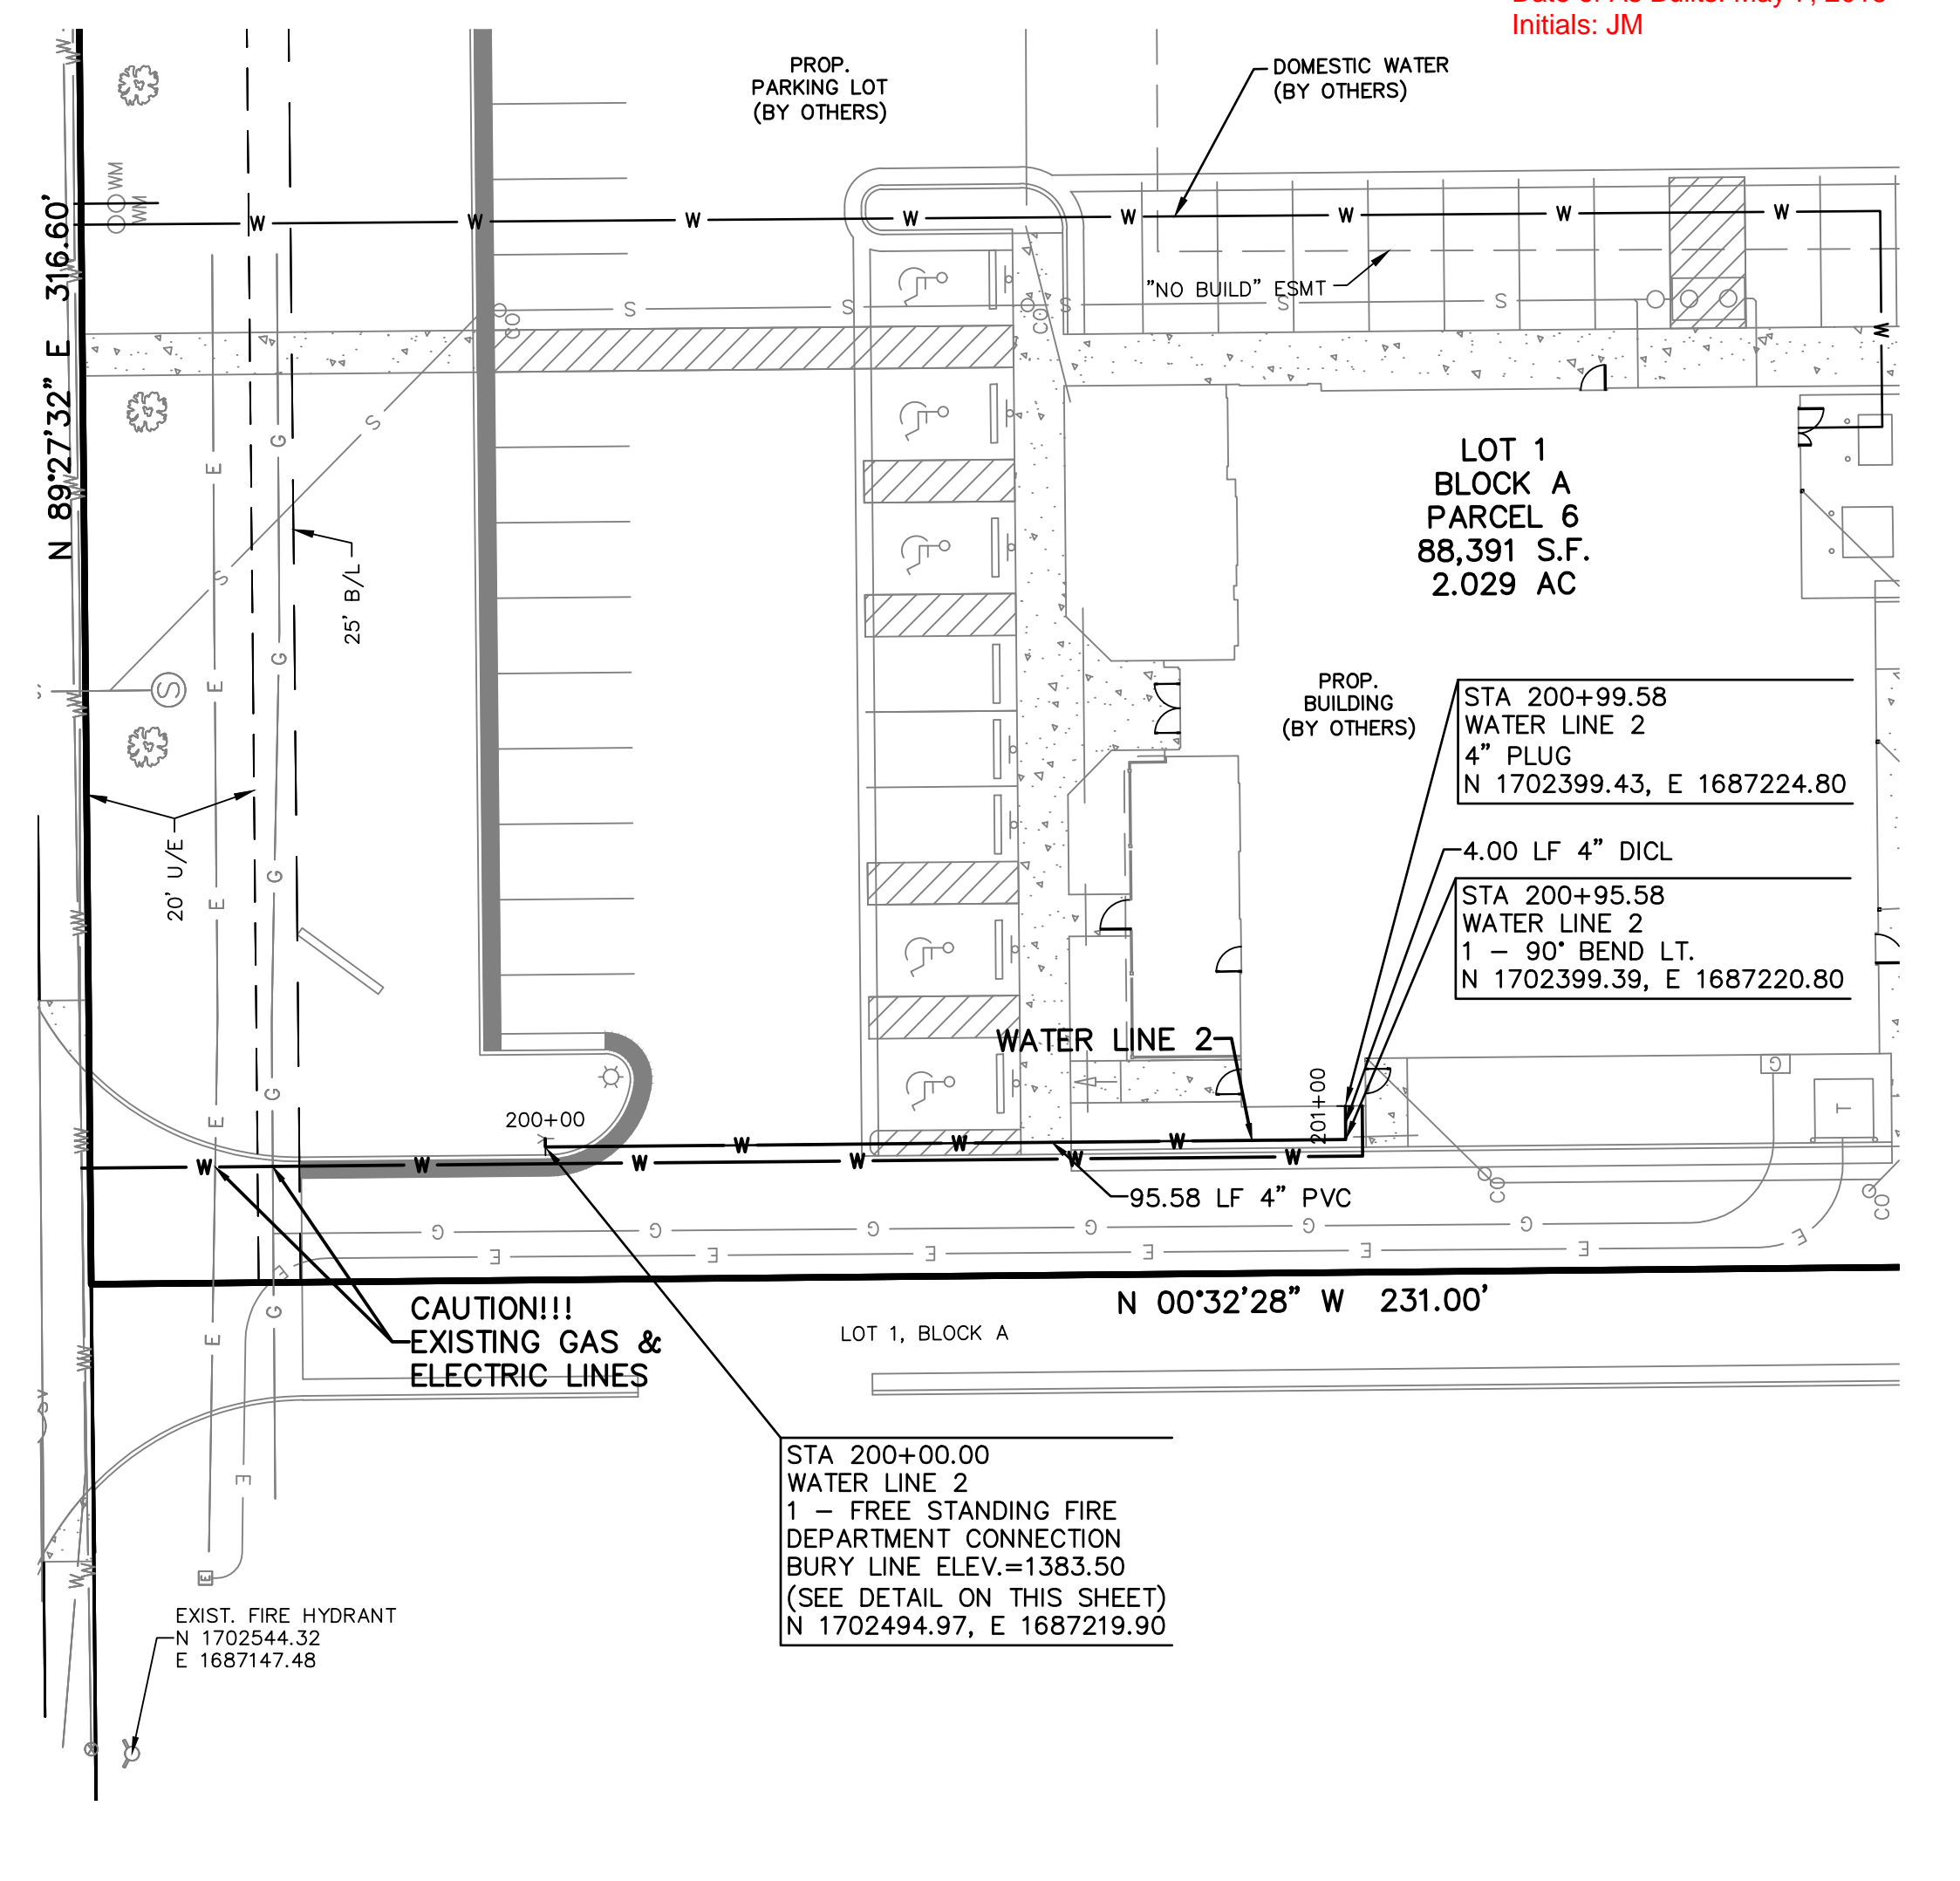 Initials: JM
PROP.
PARKING LOT
(BY OTHERS)
DOMESTIC WATER
(BY OTHERS)
WM
WM
N 89°27'32" E 316.60'
W W W W W W W W
W
"NO BUILD" ESMT
S S S S
CO
CO
S
S
S
E
E
E
E
E
G
G
G
G
G
25' B/L
20' U/E
LOT 1
BLOCK A
PARCEL 6
88,391 S.F.
2.029 AC
PROP.
BUILDING
(BY OTHERS)
STA 200+99.58
WATER LINE 2
4" PLUG
N 1702399.43, E 1687224.80
4.00 LF 4" DICL
STA 200+95.58
WATER LINE 2
1 - 90° BEND LT.
N 1702399.39, E 1687220.80
WATER LINE 2
200+00
201+00
W W W
W W W W W W
95.58 LF 4" PVC
G
T
CO
CO
G G G G G G
E E E E E E E
E
N 00°32'28" W 231.00'
CAUTION!!!
EXISTING GAS &
ELECTRIC LINES
LOT 1, BLOCK A
STA 200+00.00
WATER LINE 2
1 - FREE STANDING FIRE
DEPARTMENT CONNECTION
BURY LINE ELEV.=1383.50
(SEE DETAIL ON THIS SHEET)
N 1702494.97, E 1687219.90
G
E
E
E
EXIST. FIRE HYDRANT
N 1702544.32
E 1687147.48